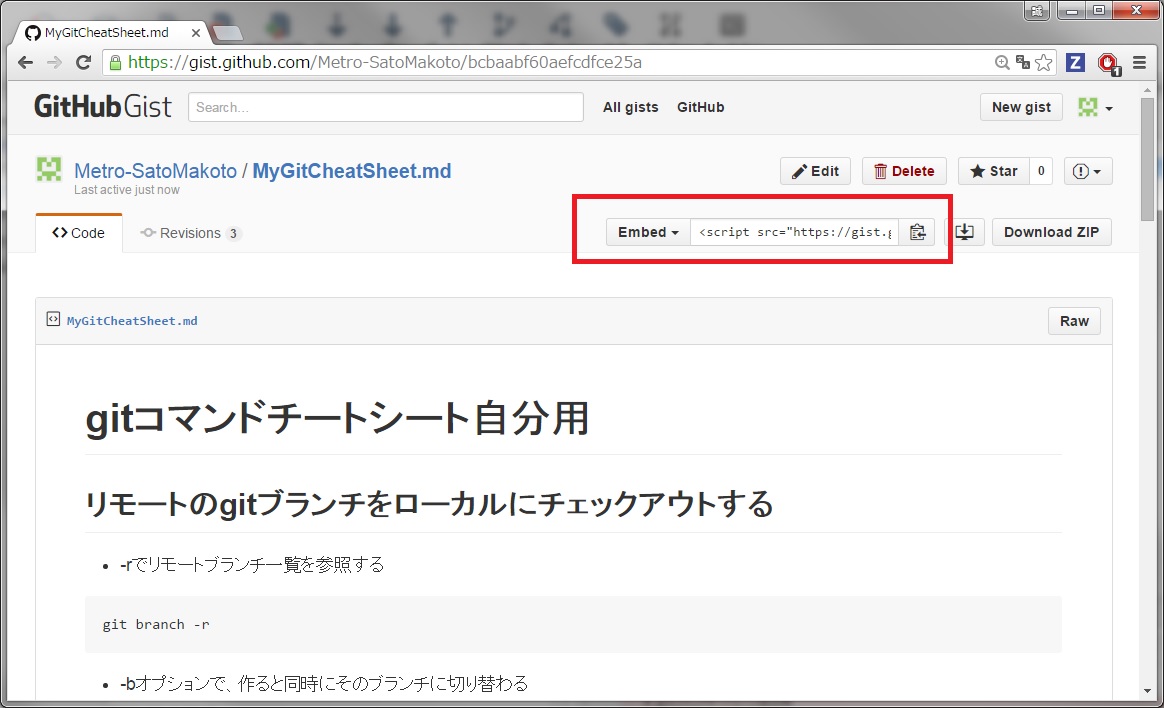 MyGitCheatSheet.md
https://gist.github.com/Metro-SatoMakoto/bcbaabf60aefcdfce25a
Z
1
GitHub Gist
Search...
All gists
GitHub
New gist
Metro-SatoMakoto / MyGitCheatSheet.md
Last active just now
Edit
Delete
Star
0
Code
Revisions 3
Embed
<script src="https://gist.g
Download ZIP
MyGitCheatSheet.md
Raw
gitコマンドチートシート自分用
リモートのgitブランチをローカルにチェックアウトする
-rでリモートブランチ一覧を参照する
git branch -r
-bオプションで、作ると同時にそのブランチに切り替わる